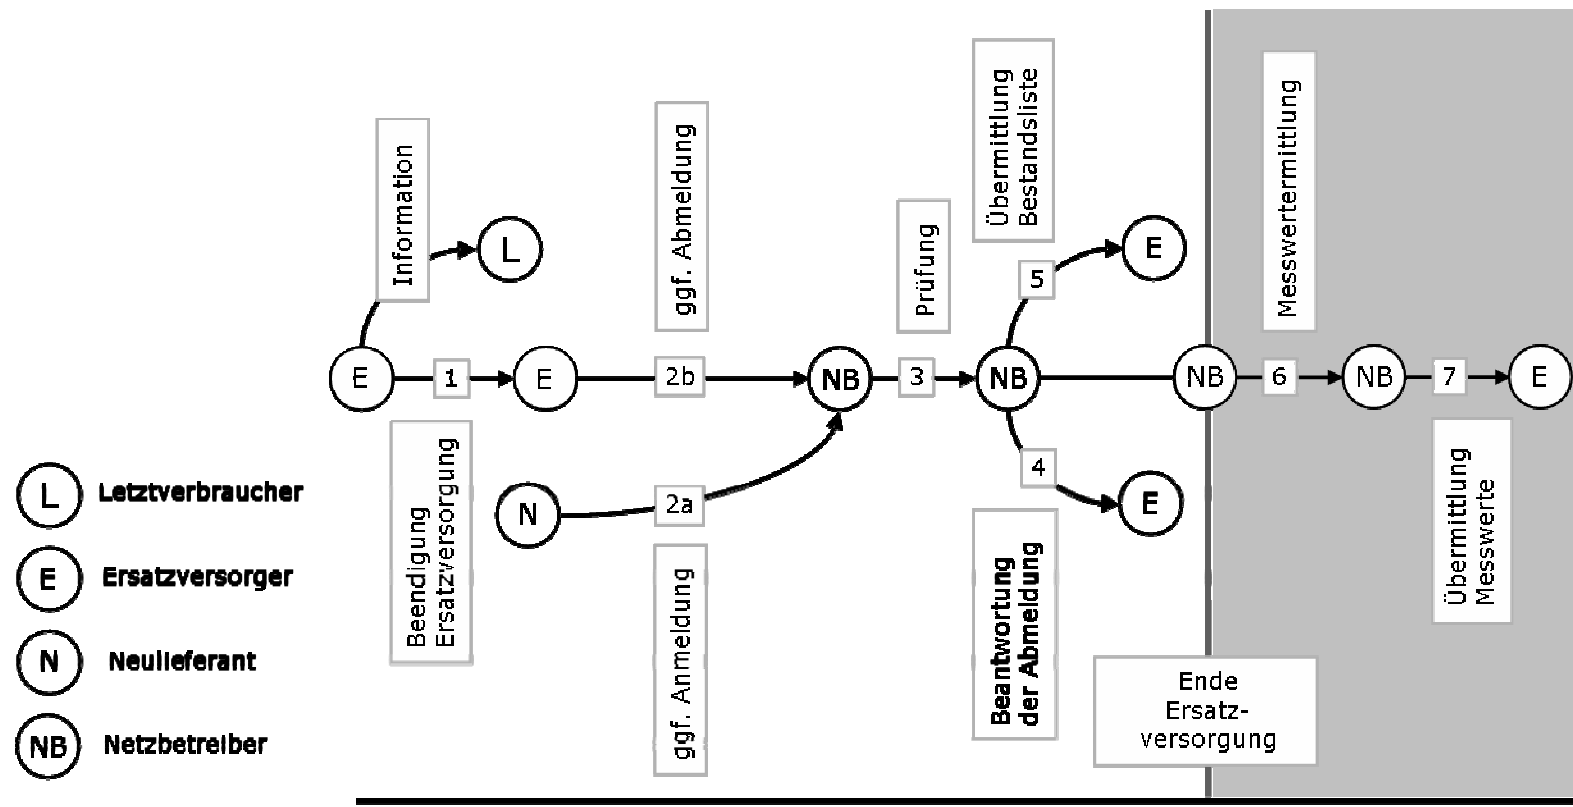 Information
L
ggf. Abmeldung
Prüfung
Übermittlung
Bestandsliste
5
E
Messwertermittlung
E
1
E
2b
NB
3
NB
NB
6
NB
7
E
Beendigung
Ersatzversorgung
N
2a
ggf. Anmeldung
4
E
Beantwortung
der Abmeldung
Übermittlung
Messwerte
Ende
Ersatz-
versorgung
L Letztverbraucher
E Ersatzversorger
N Neulieferant
NB Netzbetreiber